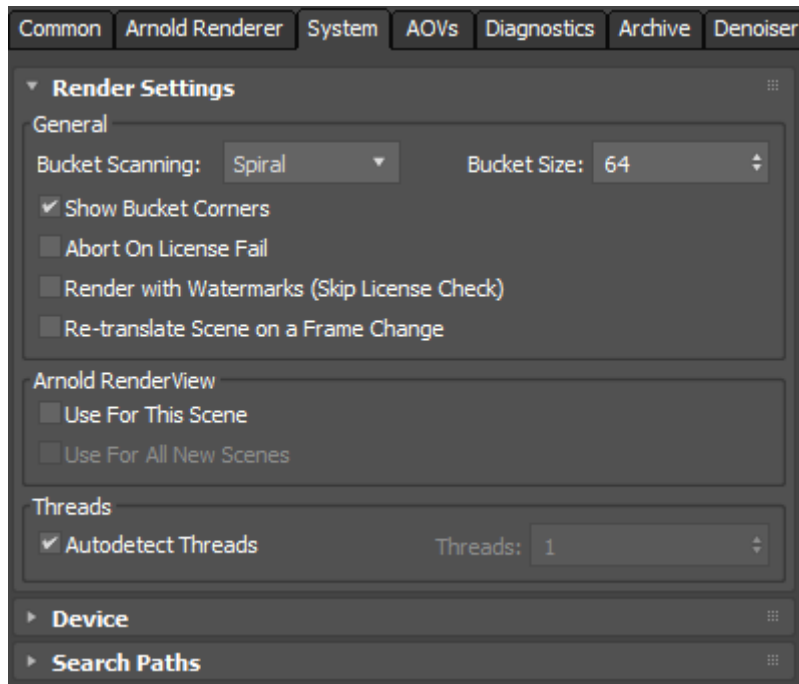 Common Arnold Renderer System AOVs Diagnostics Archive Denoiser
Render Settings
General
Bucket Scanning: Spiral Bucket Size: 64
Show Bucket Corners
Abort On License Fail
Render with Watermarks (Skip License Check)
Re-translate Scene on a Frame Change
Arnold RenderView
Use For This Scene
Use For All New Scenes
Threads
Autodetect Threads Threads: 1
Device
Search Paths